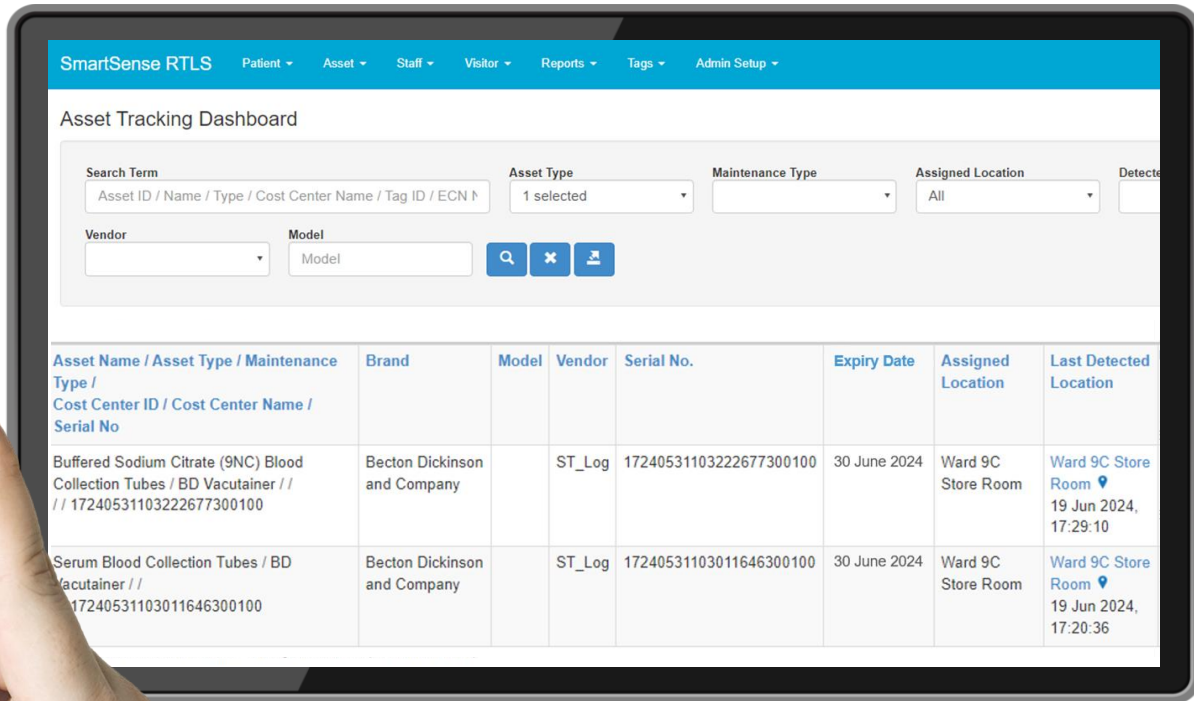 SmartSense RTLS Patient Asset Staff Visitor Reports Tags Admin Setup
Asset Tracking Dashboard
Search Term Asset Type Maintenance Type Assigned Location
Asset ID / Name / Type / Cost Center Name / Tag ID / ECN 1 selected All
Vendor Model
Model
Asset Name / Asset Type / Maintenance Type /
Cost Center ID / Cost Center Name / Serial No
Brand
Model
Vendor
Serial No.
Expiry Date
Assigned
Location
Last Detected
Location
Buffered Sodium Citrate (9NC) Blood
Collection Tubes / BD Vacutainer / /
/ / 17240531103222677300100
Becton Dickinson
and Company
ST_Log
17240531103222677300100
30 June 2024
Ward 9C
Store Room
Ward 9C Store
Room
19 Jun 2024,
17:29:10
Serum Blood Collection Tubes / BD
Vacutainer / /
17240531103011646300100
Becton Dickinson
and Company
ST_Log
17240531103011646300100
30 June 2024
Ward 9C
Store Room
Ward 9C Store
Room
19 Jun 2024,
17:20:36